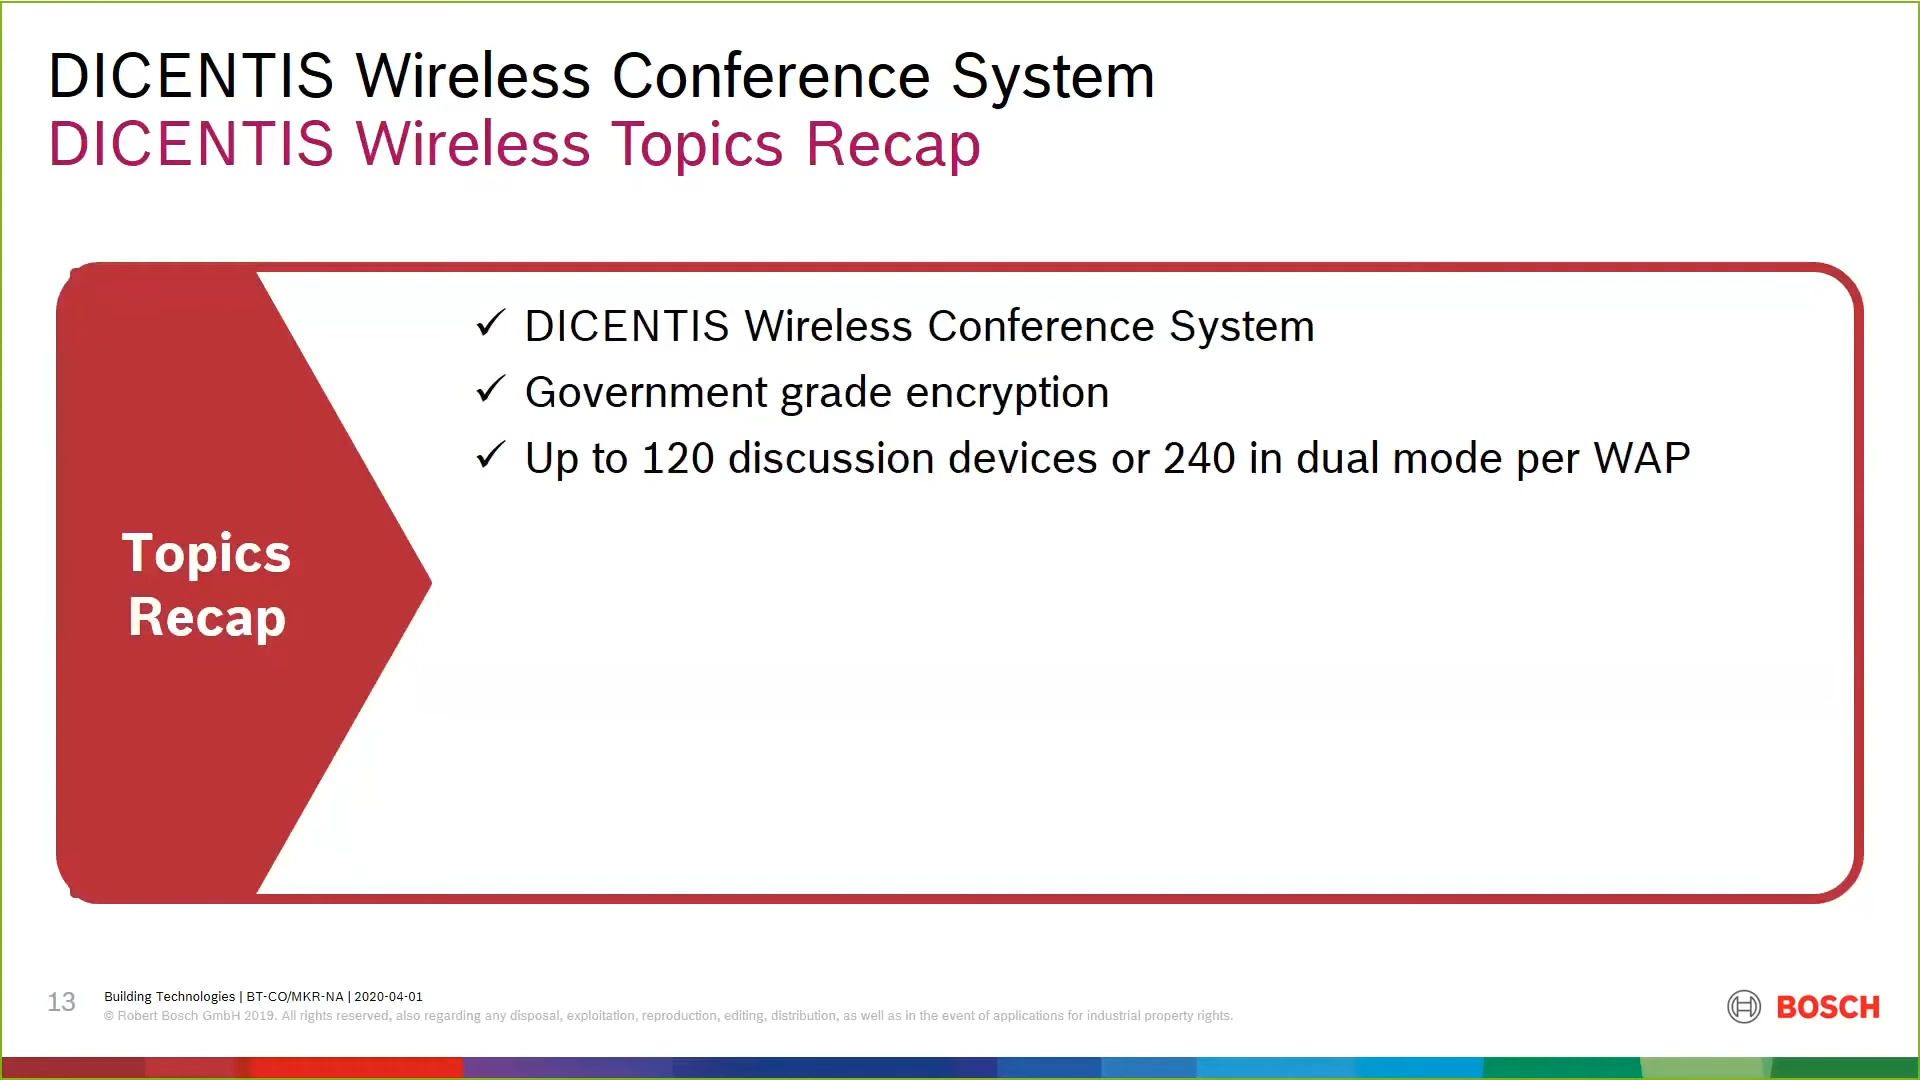 DICENTIS Wireless Conference System
DICENTIS Wireless Topics Recap
Topics
Recap
✓ DICENTIS Wireless Conference System
✓ Government grade encryption
✓ Up to 120 discussion devices or 240 in dual mode per WAP
13
Building Technologies | BT-CO/MKR-NA | 2020-04-01
© Robert Bosch GmbH 2019. All rights reserved, also regarding any disposal, exploitation, reproduction, editing, distribution, as well as in the event of applications for industrial property rights.
BOSCH